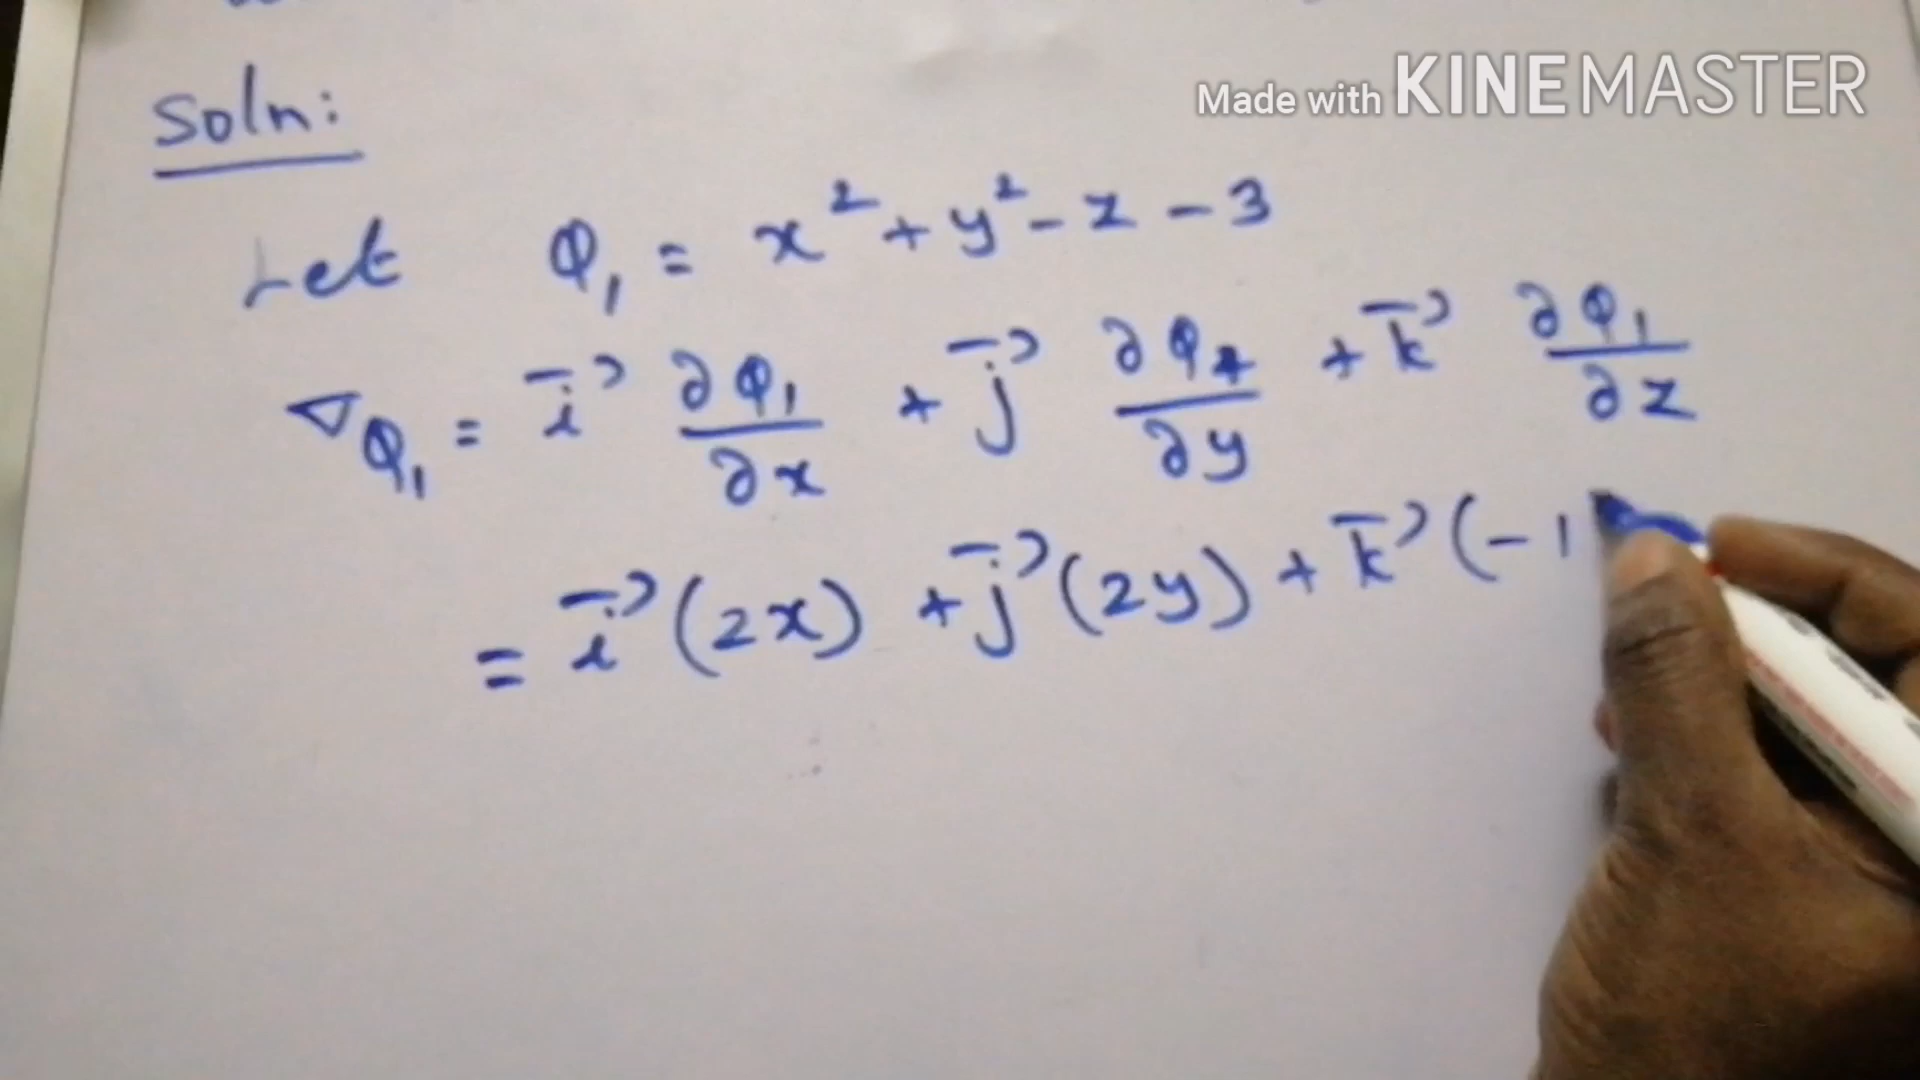 Made with KINEMASTER
Soln:
Let φ₁ = x² + y² - z - 3
∇φ₁ = i⃗ ∂φ₁/∂x + j⃗ ∂φ₁/∂y + k⃗ ∂φ₁/∂z
= i⃗ (2x) + j⃗ (2y) + k⃗ (-1